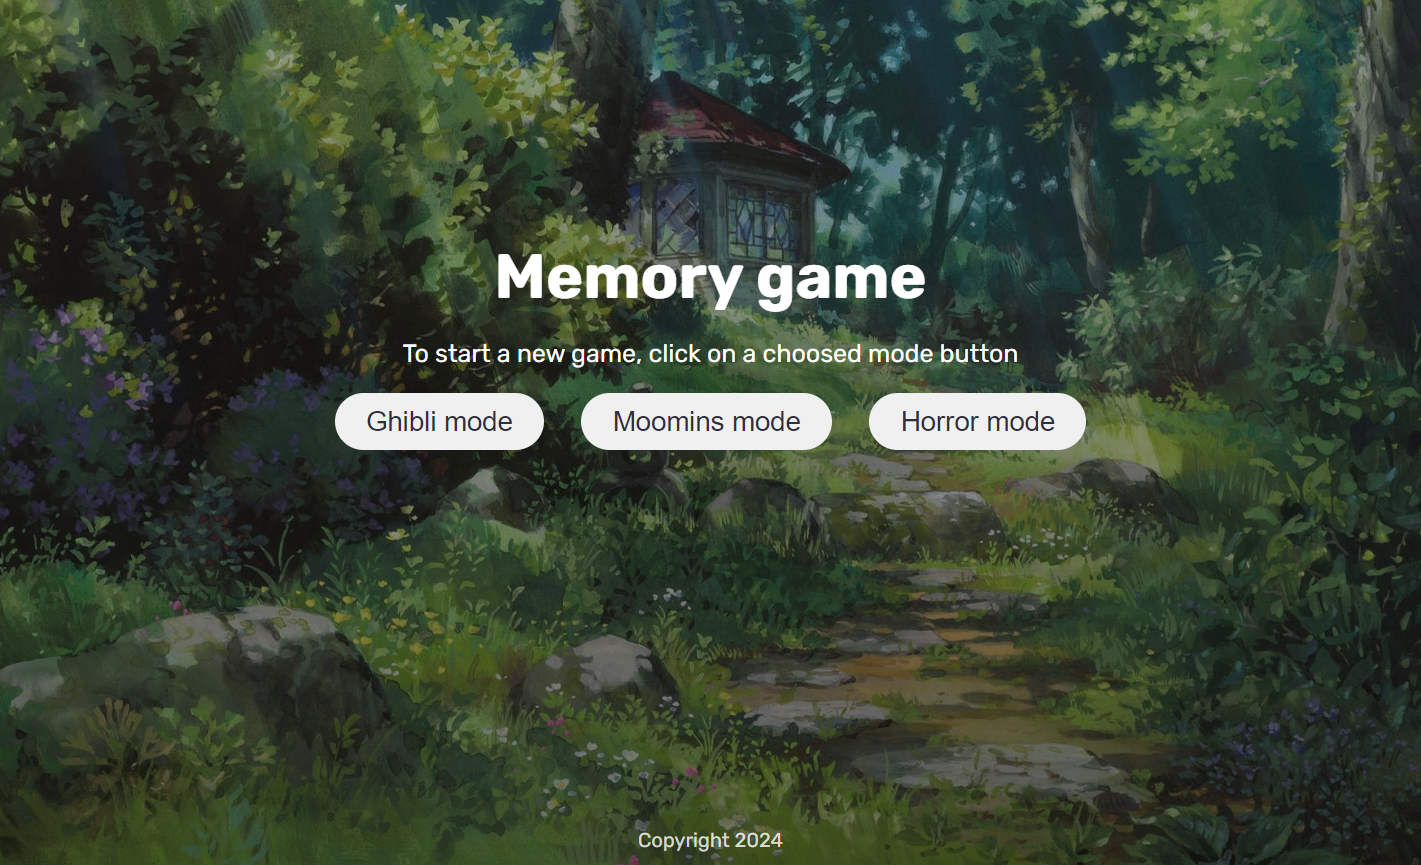 Memory game
To start a new game, click on a choosed mode button
Ghibli mode
Moomins mode
Horror mode
Copyright 2024